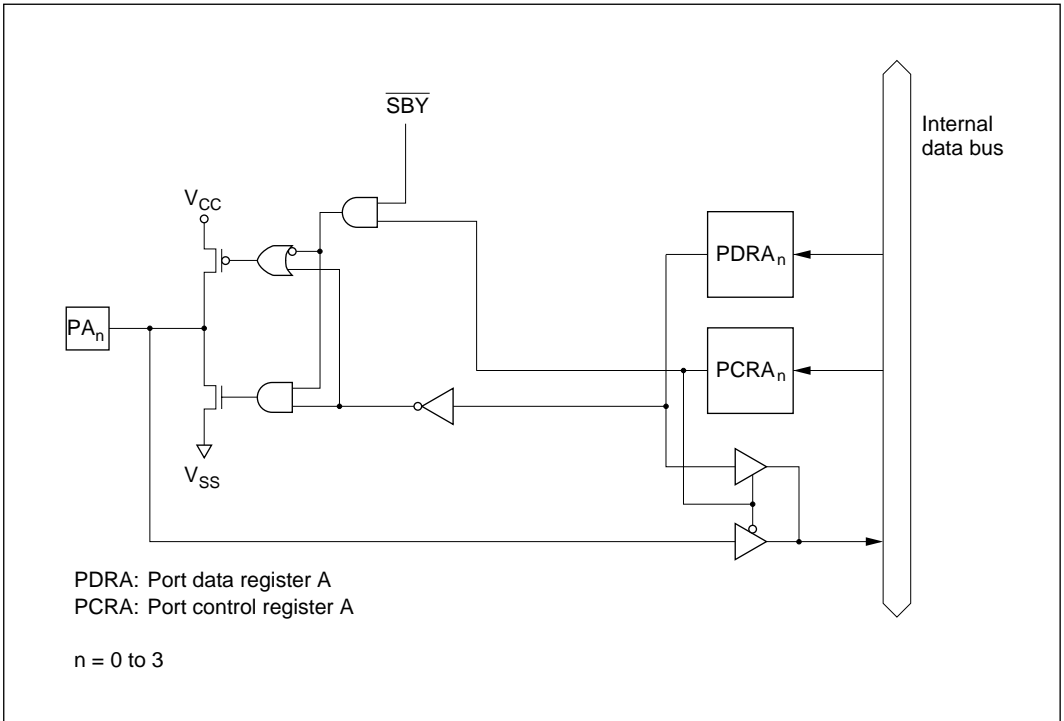 SBY
Internal
data bus
VCC
PDRAn
PAn
PCRAn
VSS
PDRA: Port data register A
PCRA: Port control register A
n = 0 to 3